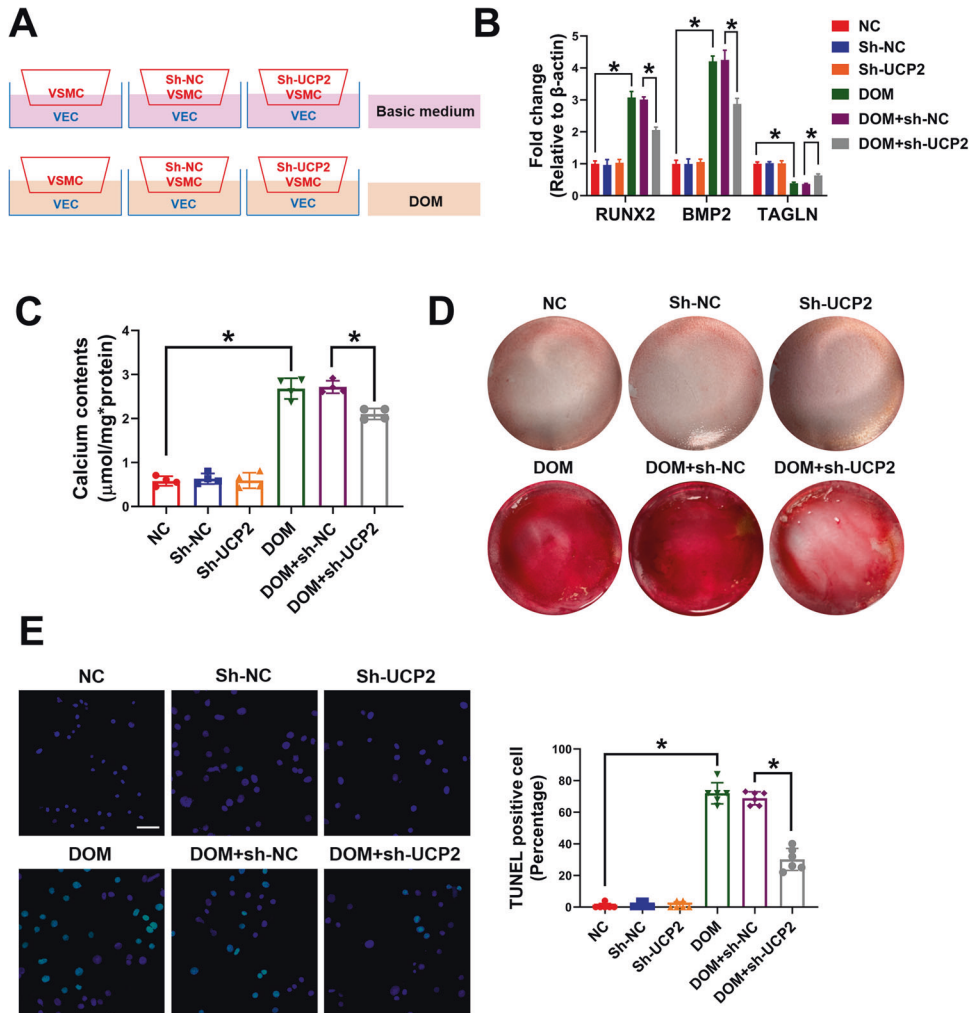 A
VSMC
VEC
Sh-NC
VSMC
VEC
Sh-UCP2
VSMC
VEC
Basic medium
VSMC
VEC
Sh-NC
VSMC
VEC
Sh-UCP2
VSMC
VEC
DOM
B
Fold change
(Relative to β-actin)
5
4
3
2
1
0
* * * * * *
RUNX2 BMP2 TAGLN
NC
Sh-NC
Sh-UCP2
DOM
DOM+sh-NC
DOM+sh-UCP2
C
Calcium contents
(μmol/mg*protein)
4
3
2
1
0
* *
NC Sh-NC Sh-UCP2 DOM DOM+sh-NC DOM+sh-UCP2
D
NC Sh-NC Sh-UCP2
DOM DOM+sh-NC DOM+sh-UCP2
E
NC Sh-NC Sh-UCP2
DOM DOM+sh-NC DOM+sh-UCP2
TUNEL positive cell
(Percentage)
100
80
60
40
20
0
* *
NC Sh-NC Sh-UCP2 DOM DOM+sh-NC DOM+sh-UCP2